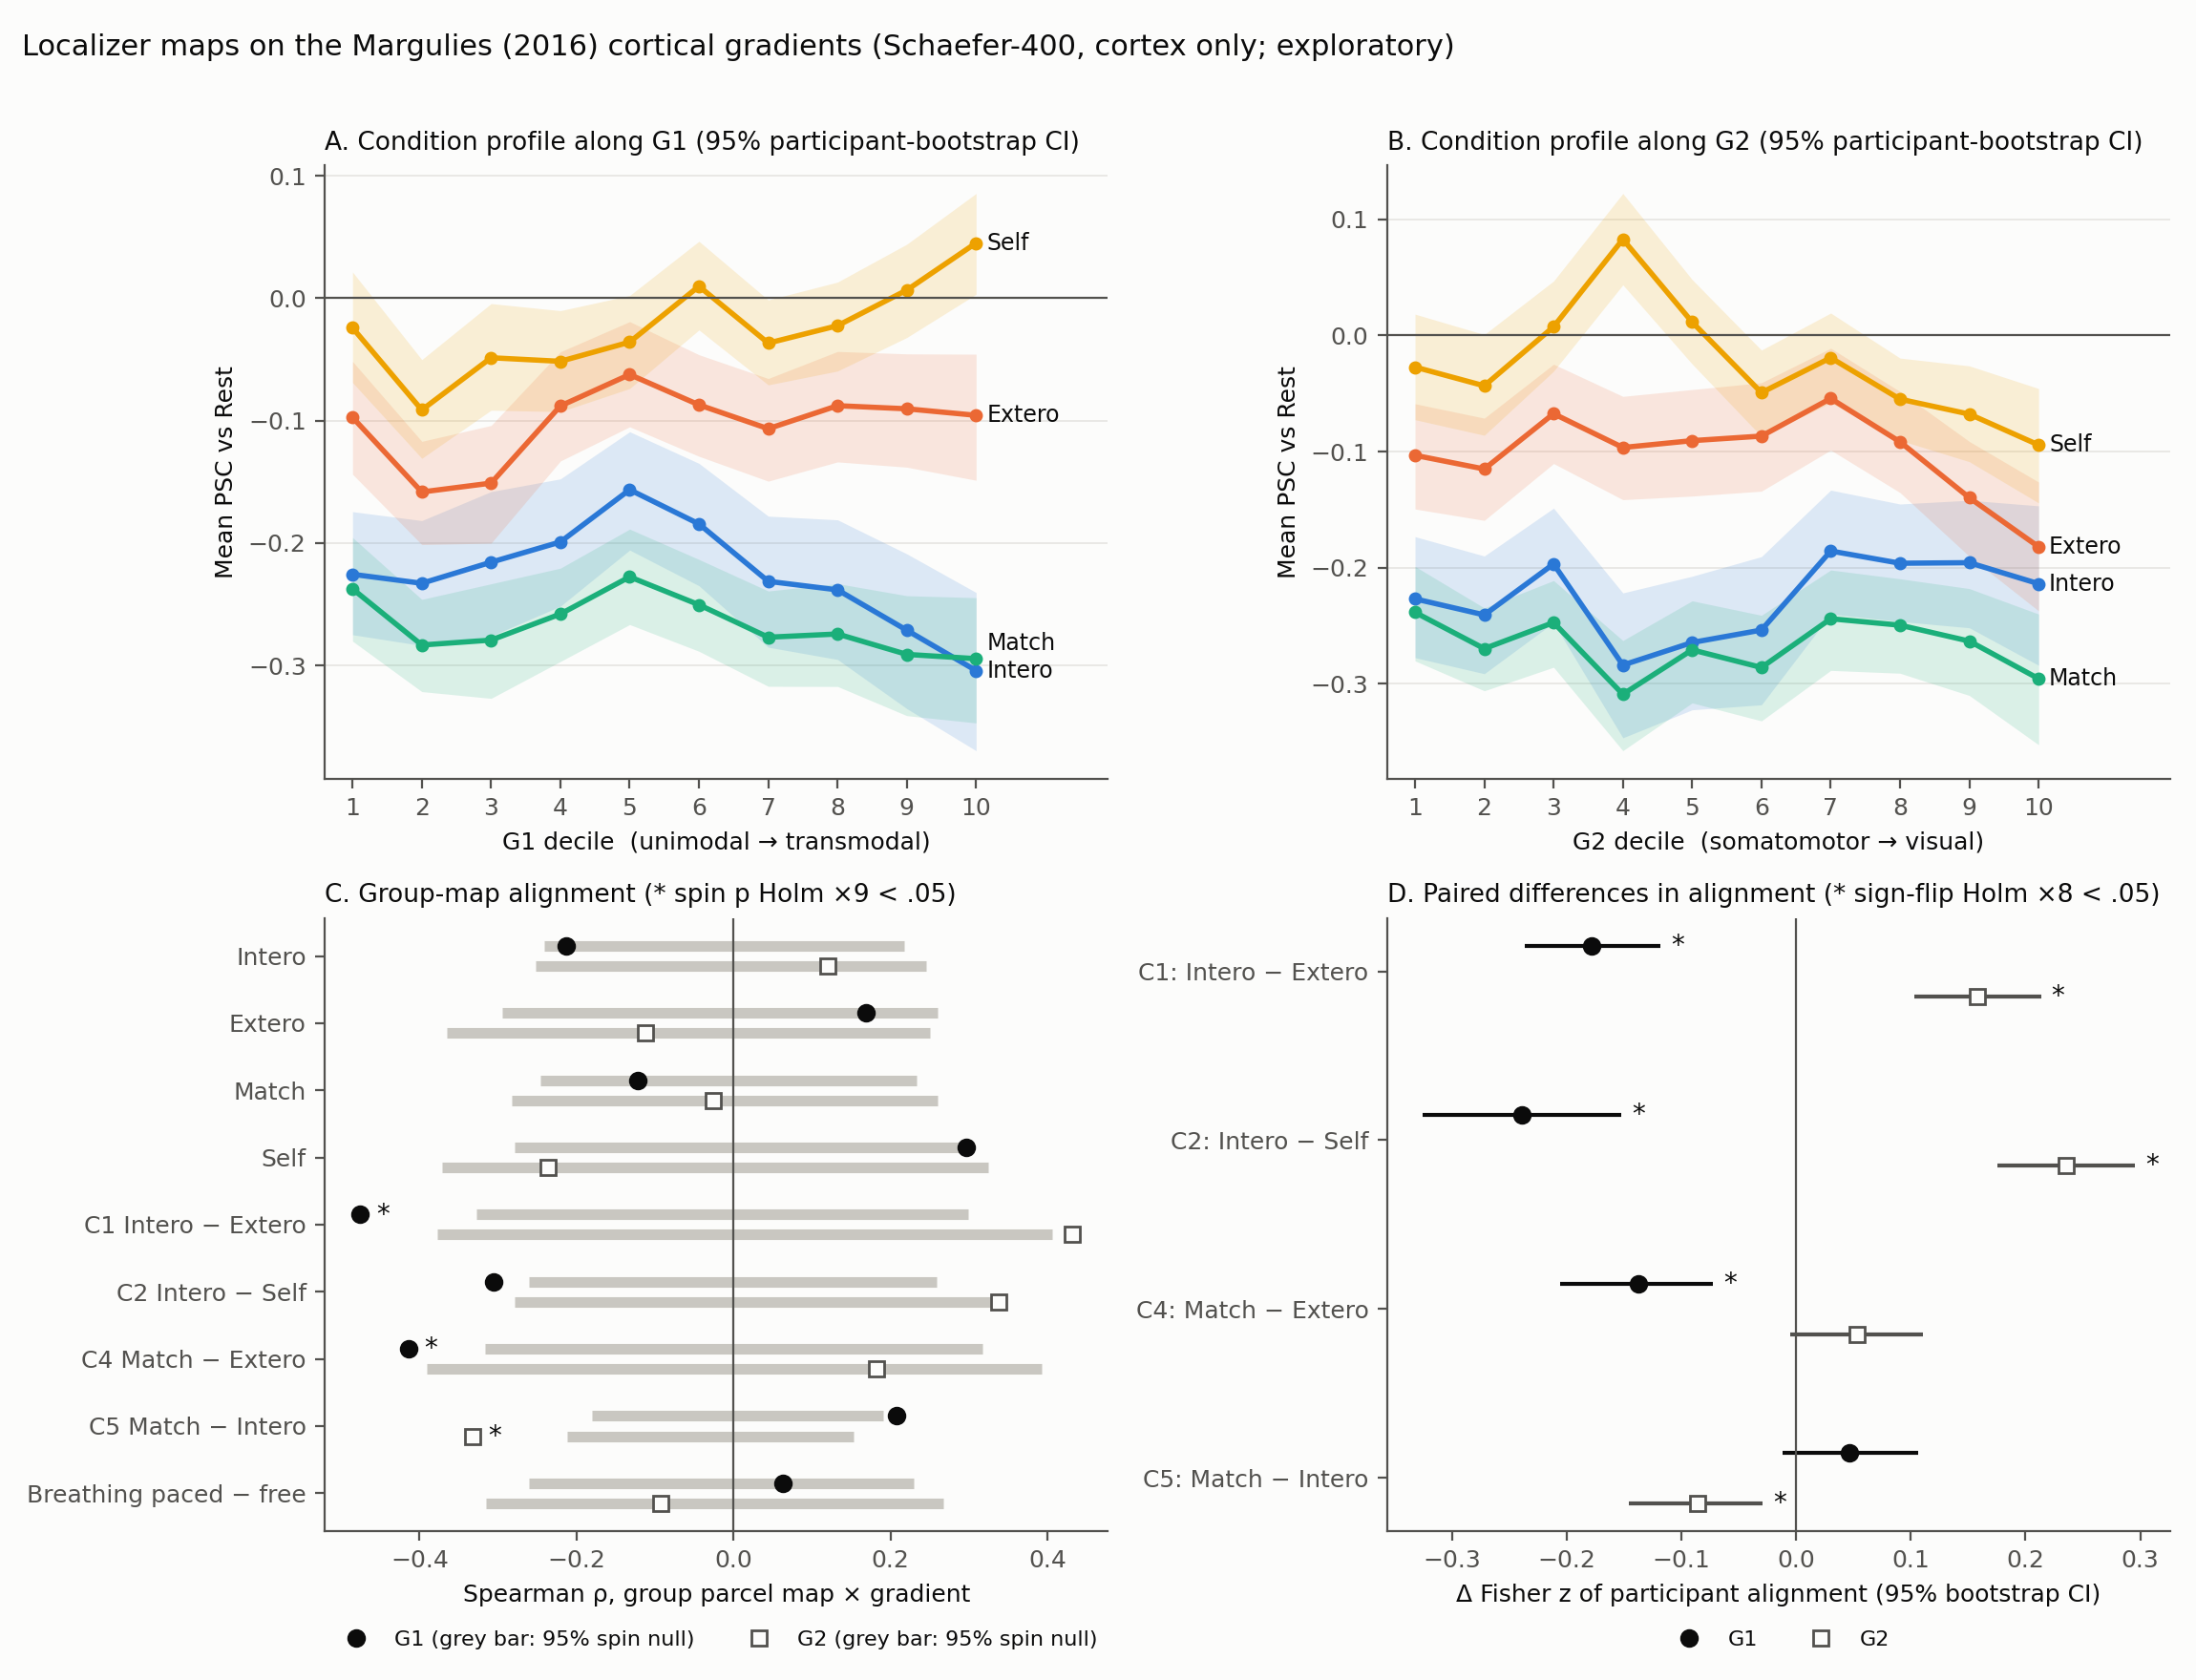 Localizer maps on the Margulies (2016) cortical gradients (Schaefer-400, cortex only; exploratory)
A. Condition profile along G1 (95% participant-bootstrap CI)
Mean PSC vs Rest
0.1
0.0
−0.1
−0.2
−0.3
Self
Extero
Match
Intero
1 2 3 4 5 6 7 8 9 10
G1 decile (unimodal → transmodal)
B. Condition profile along G2 (95% participant-bootstrap CI)
Mean PSC vs Rest
0.1
0.0
−0.1
−0.2
−0.3
Self
Extero
Intero
Match
1 2 3 4 5 6 7 8 9 10
G2 decile (somatomotor → visual)
C. Group-map alignment (* spin p Holm ×9 < .05)
Intero
Extero
Match
Self
C1 Intero − Extero *
C2 Intero − Self
C4 Match − Extero *
C5 Match − Intero *
Breathing paced − free
−0.4 −0.2 0.0 0.2 0.4
Spearman ρ, group parcel map × gradient
G1 (grey bar: 95% spin null) G2 (grey bar: 95% spin null)
D. Paired differences in alignment (* sign-flip Holm ×8 < .05)
*
C1: Intero − Extero
*
*
C2: Intero − Self
*
*
C4: Match − Extero
C5: Match − Intero
*
−0.3 −0.2 −0.1 0.0 0.1 0.2 0.3
Δ Fisher z of participant alignment (95% bootstrap CI)
G1 G2